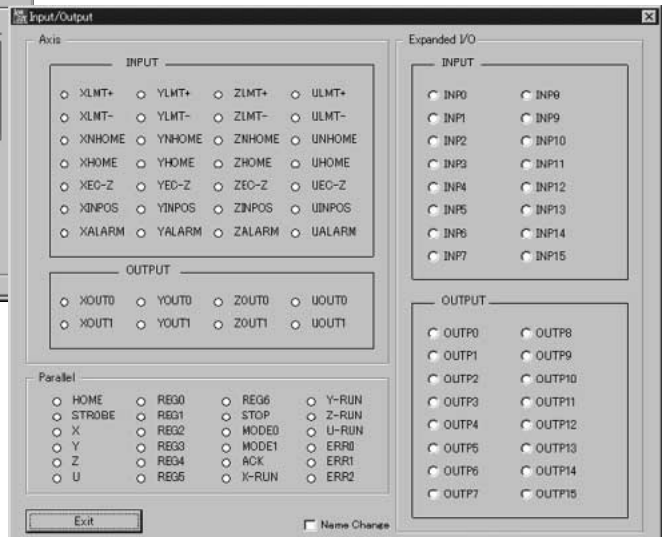 Input/Output
Axis
INPUT
XLMT+ YLMT+ ZLMT+ ULMT+
XLMT- YLMT- ZLMT- ULMT-
XNHOME YNHOME ZNHOME UNHOME
XHOME YHOME ZHOME UHOME
XEC-Z YEC-Z ZEC-Z UEC-Z
XINPOS YINPOS ZINPOS UINPOS
XALARM YALARM ZALARM UALARM
OUTPUT
XOUT0 YOUT0 ZOUT0 UOUT0
XOUT1 YOUT1 ZOUT1 UOUT1
Parallel
HOME REG0 REG6 Y-RUN
STROBE REG1 STOP Z-RUN
X REG2 MODE0 U-RUN
Y REG3 MODE1 ERR0
Z REG4 ACK ERR1
U REG5 X-RUN ERR2
Exit
Name Change
Expanded I/O
INPUT
INP0 INP8
INP1 INP9
INP2 INP10
INP3 INP11
INP4 INP12
INP5 INP13
INP6 INP14
INP7 INP15
OUTPUT
OUTP0 OUTP8
OUTP1 OUTP9
OUTP2 OUTP10
OUTP3 OUTP11
OUTP4 OUTP12
OUTP5 OUTP13
OUTP6 OUTP14
OUTP7 OUTP15